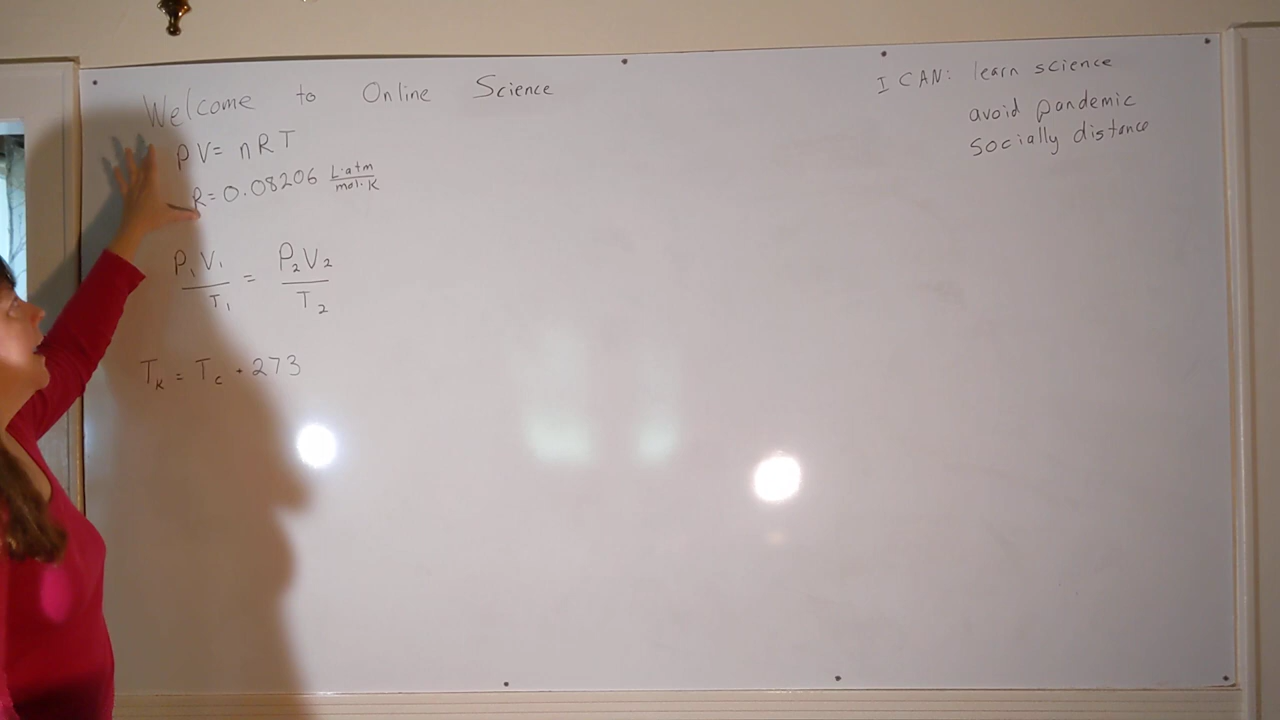 Welcome to Online Science
PV = nRT
R = 0.08206 L·atm
mol·K
P₁V₁ = P₂V₂
T₁ T₂
Tₖ = T꜀ + 273
I CAN: learn science
avoid pandemic
socially distance